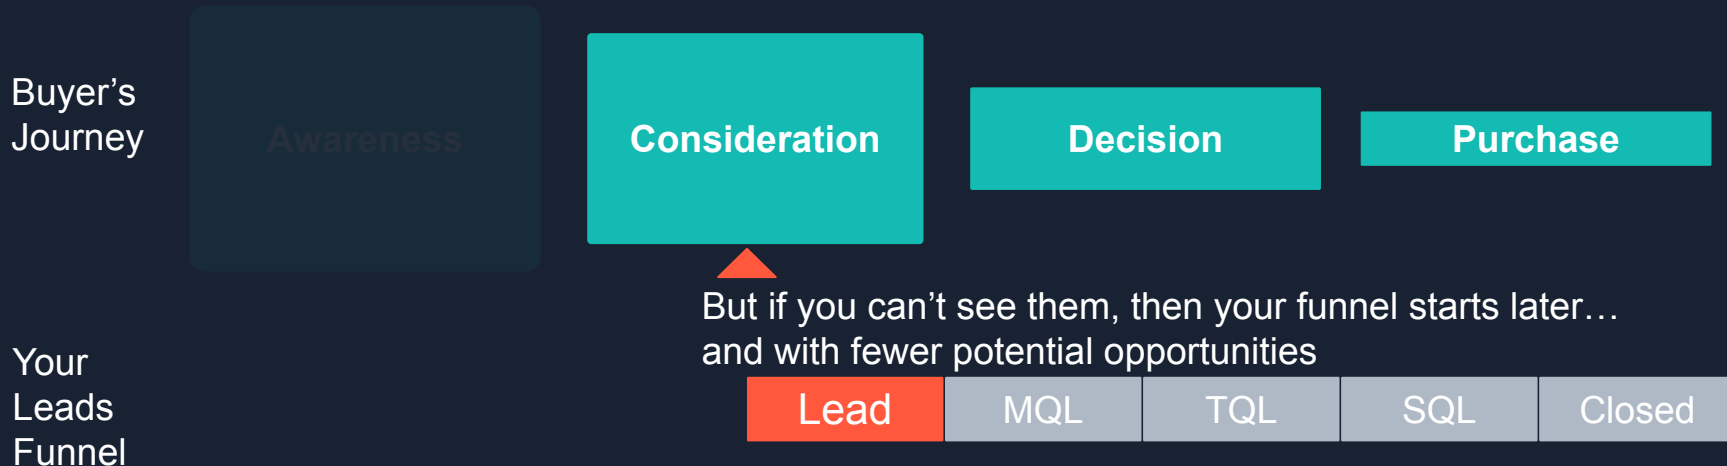 Buyer’s
Journey
Awareness
Consideration
Decision
Purchase
But if you can’t see them, then your funnel starts later…
and with fewer potential opportunities
Your
Leads
Funnel
Lead
MQL
TQL
SQL
Closed